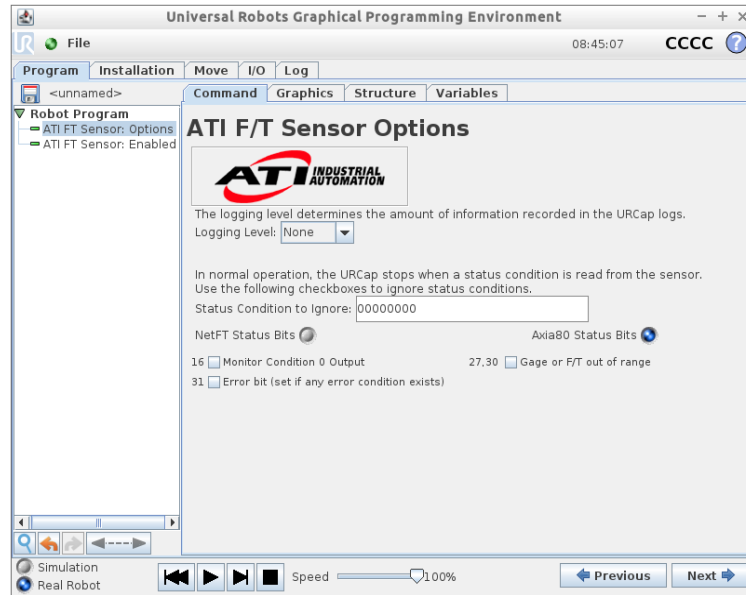 Universal Robots Graphical Programming Environment
File
08:45:07
CCCC
?
Program Installation Move I/O Log
<unnamed>
Command Graphics Structure Variables
Robot Program
ATI FT Sensor: Options
ATI FT Sensor: Enabled
ATI F/T Sensor Options
ATI INDUSTRIAL
AUTOMATION
The logging level determines the amount of information recorded in the URCap logs.
Logging Level: None
In normal operation, the URCap stops when a status condition is read from the sensor.
Use the following checkboxes to ignore status conditions.
Status Condition to Ignore: 00000000
NetFT Status Bits Axia80 Status Bits
16 Monitor Condition 0 Output 27,30 Gage or F/T out of range
31 Error bit (set if any error condition exists)
Simulation
Real Robot
Speed 100%
Previous Next